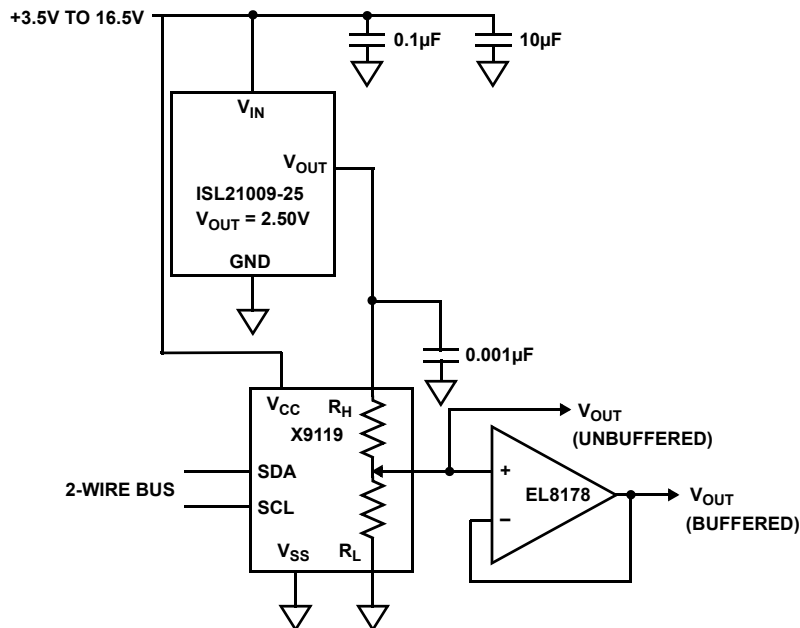 +3.5V TO 16.5V
0.1µF
10µF
VIN
VOUT
ISL21009-25
VOUT = 2.50V
GND
0.001µF
VCC
RH
X9119
VOUT
(UNBUFFERED)
2-WIRE BUS
SDA
SCL
+
EL8178
−
VOUT
(BUFFERED)
VSS
RL